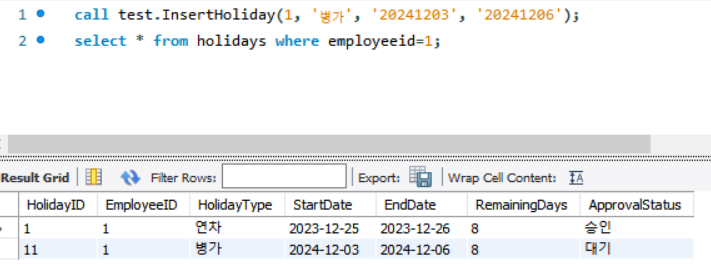 1 call test.InsertHoliday(1, '병가', '20241203', '20241206');
2 select * from holidays where employeeid=1;
Result Grid Filter Rows: Export: Wrap Cell Content:
HolidayID EmployeeID HolidayType StartDate EndDate RemainingDays ApprovalStatus
1 1 연차 2023-12-25 2023-12-26 8 승인
11 1 병가 2024-12-03 2024-12-06 8 대기